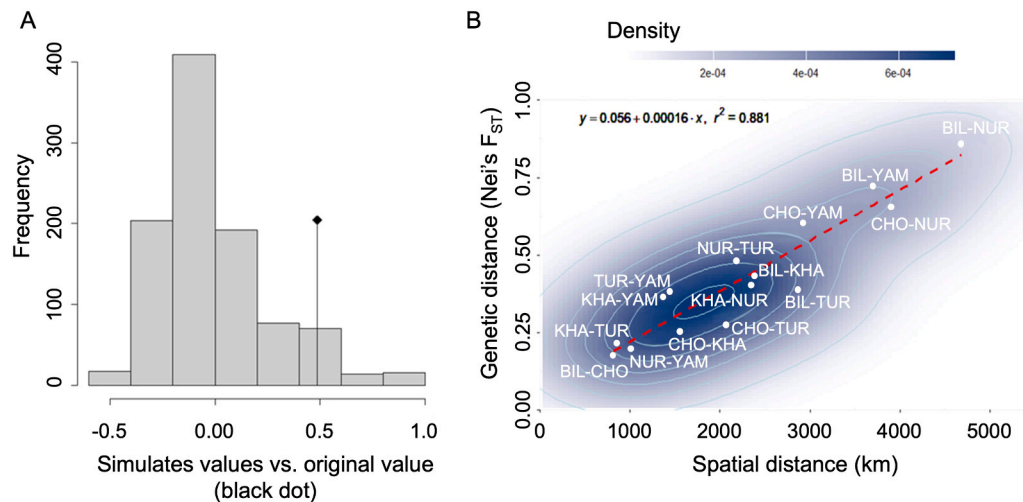 A
Frequency
400
300
200
100
0
-0.5
0.00
0.5
1.0
Simulates values vs. original value
(black dot)
B
Density
2e-04
4e-04
6e-04
Genetic distance (Nei's FST)
1.00
0.75
0.50
0.25
0.00
y = 0.056 + 0.00016 · x, r² = 0.881
BIL-NUR
BIL-YAM
CHO-NUR
CHO-YAM
NUR-TUR
BIL-KHA
TUR-YAM
KHA-YAM
KHA-NUR
BIL-TUR
KHA-TUR
CHO-TUR
CHO-KHA
NUR-YAM
BIL-CHO
0
1000
2000
3000
4000
5000
Spatial distance (km)